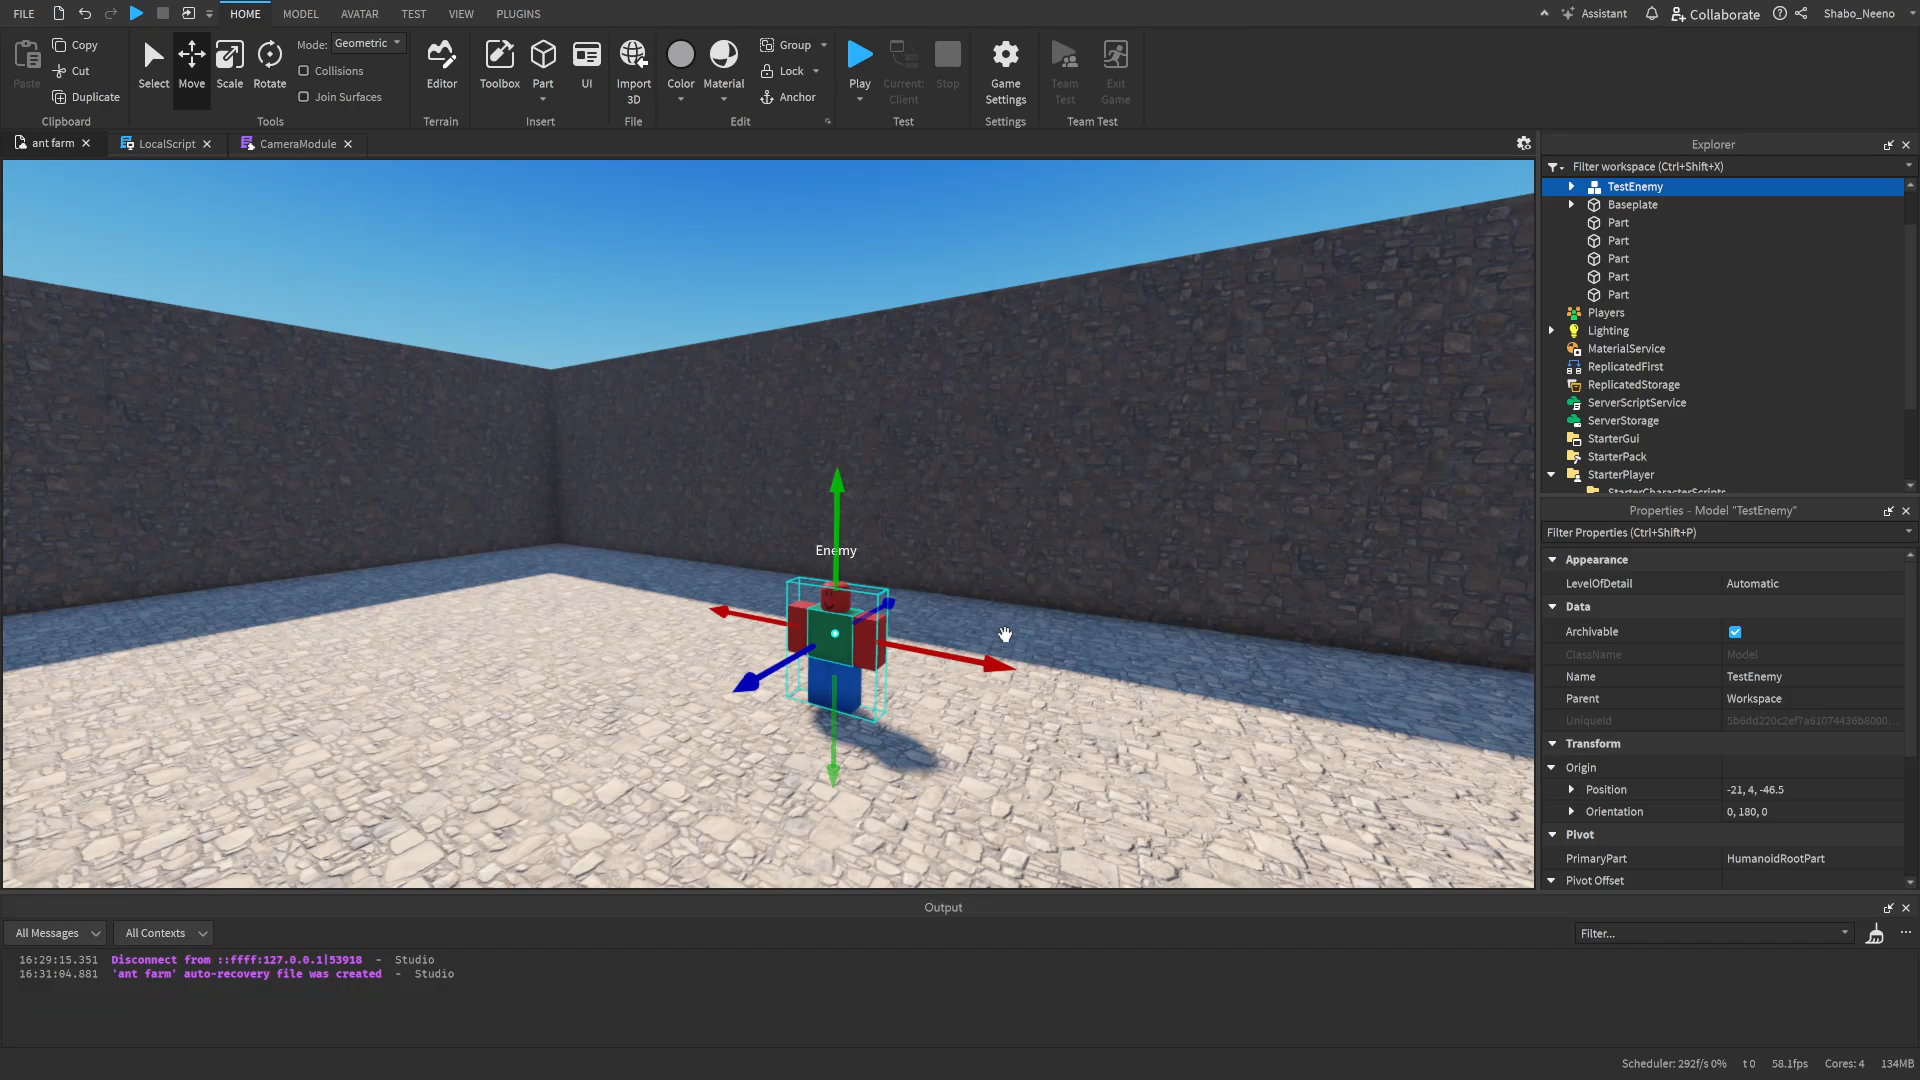 FILE HOME MODEL AVATAR TEST VIEW PLUGINS Assistant Collaborate Shabo_Neeno
Paste Copy Cut Duplicate
Select Move Scale Rotate Mode: Geometric
Collisions
Join Surfaces
Editor Toolbox Part UI Import 3D Color Material Group Lock Anchor Play Current: Client Stop Game Settings Team Test Exit Game
Clipboard Tools Terrain Insert File Edit Test Settings Team Test
ant farm LocalScript CameraModule
Enemy
Explorer
Filter workspace (Ctrl+Shift+X)
TestEnemy
Baseplate
Part
Part
Part
Part
Part
Players
Lighting
MaterialService
ReplicatedFirst
ReplicatedStorage
ServerScriptService
ServerStorage
StarterGui
StarterPack
StarterPlayer
StarterCharacterScripts
Properties - Model "TestEnemy"
Filter Properties (Ctrl+Shift+P)
Appearance
LevelOfDetail Automatic
Data
Archivable
ClassName Model
Name TestEnemy
Parent Workspace
UniqueId 5b6dd220c2ef7a61074436b8000...
Transform
Origin
Position -21, 4, -46.5
Orientation 0, 180, 0
Pivot
PrimaryPart HumanoidRootPart
Pivot Offset
Output
All Messages All Contexts Filter...
16:29:15.351 Disconnect from ::ffff:127.0.0.1|53918 - Studio
16:31:04.881 'ant farm' auto-recovery file was created - Studio
Scheduler: 292f/s 0% t 0 58.1fps Cores: 4 134MB